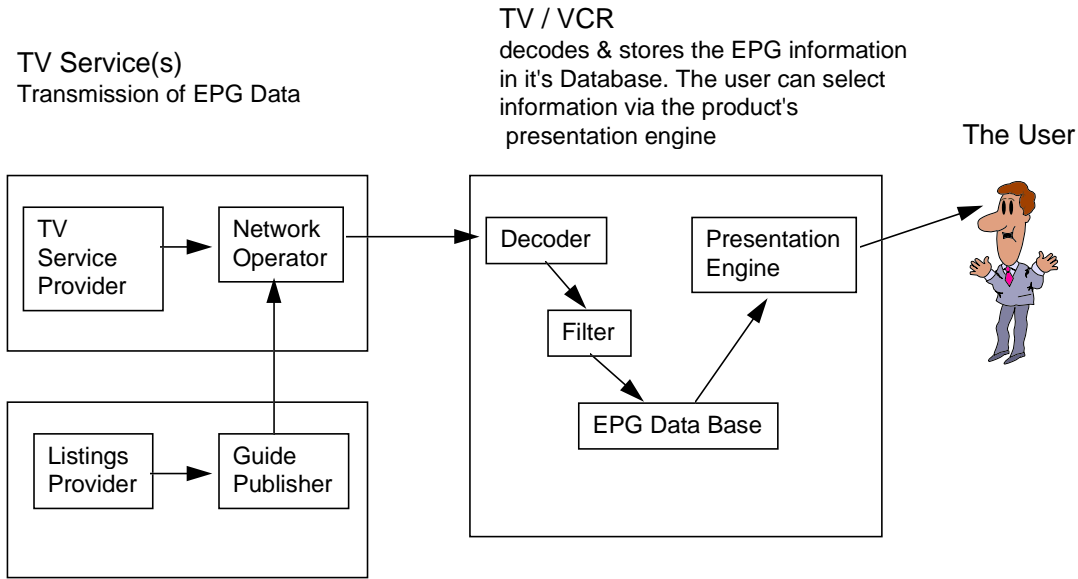 TV Service(s)
Transmission of EPG Data
TV / VCR
decodes & stores the EPG information
in it's Database. The user can select
information via the product's
presentation engine
The User
TV
Service
Provider
Network
Operator
Listings
Provider
Guide
Publisher
Decoder
Filter
EPG Data Base
Presentation
Engine